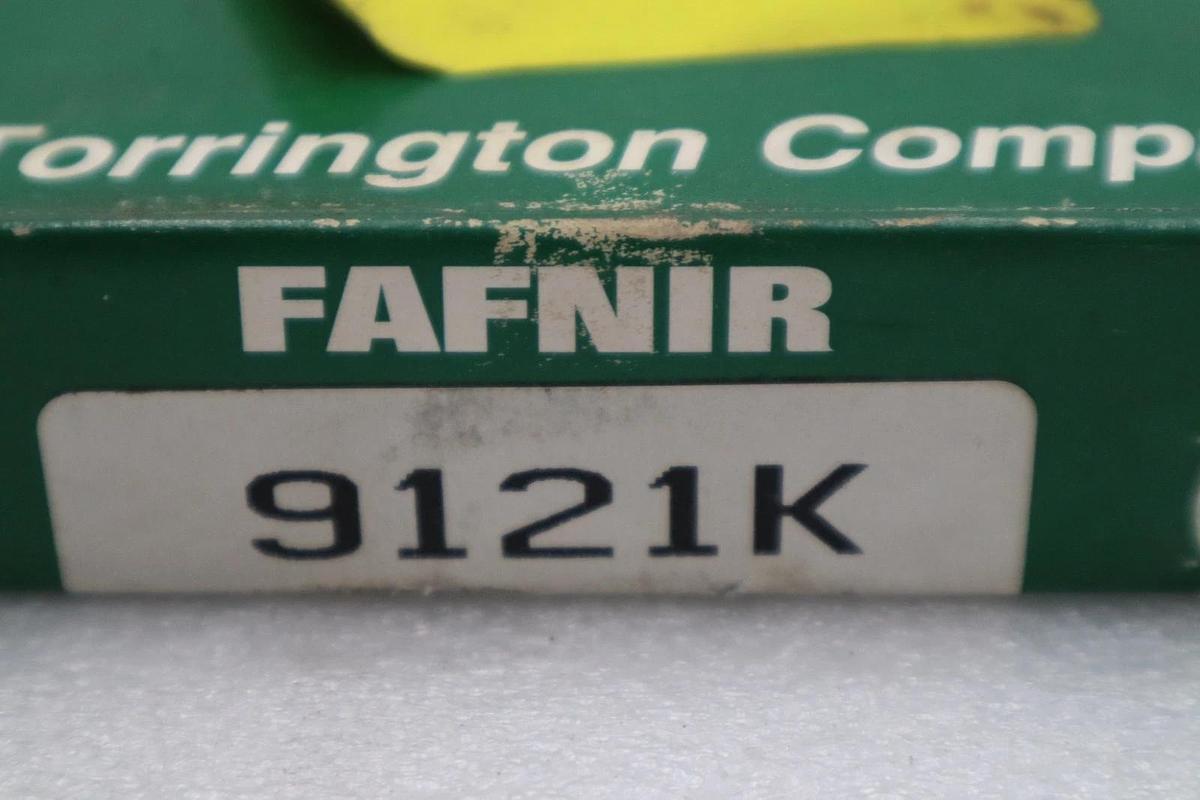 Torrington Comp
FAFNIR
9121K